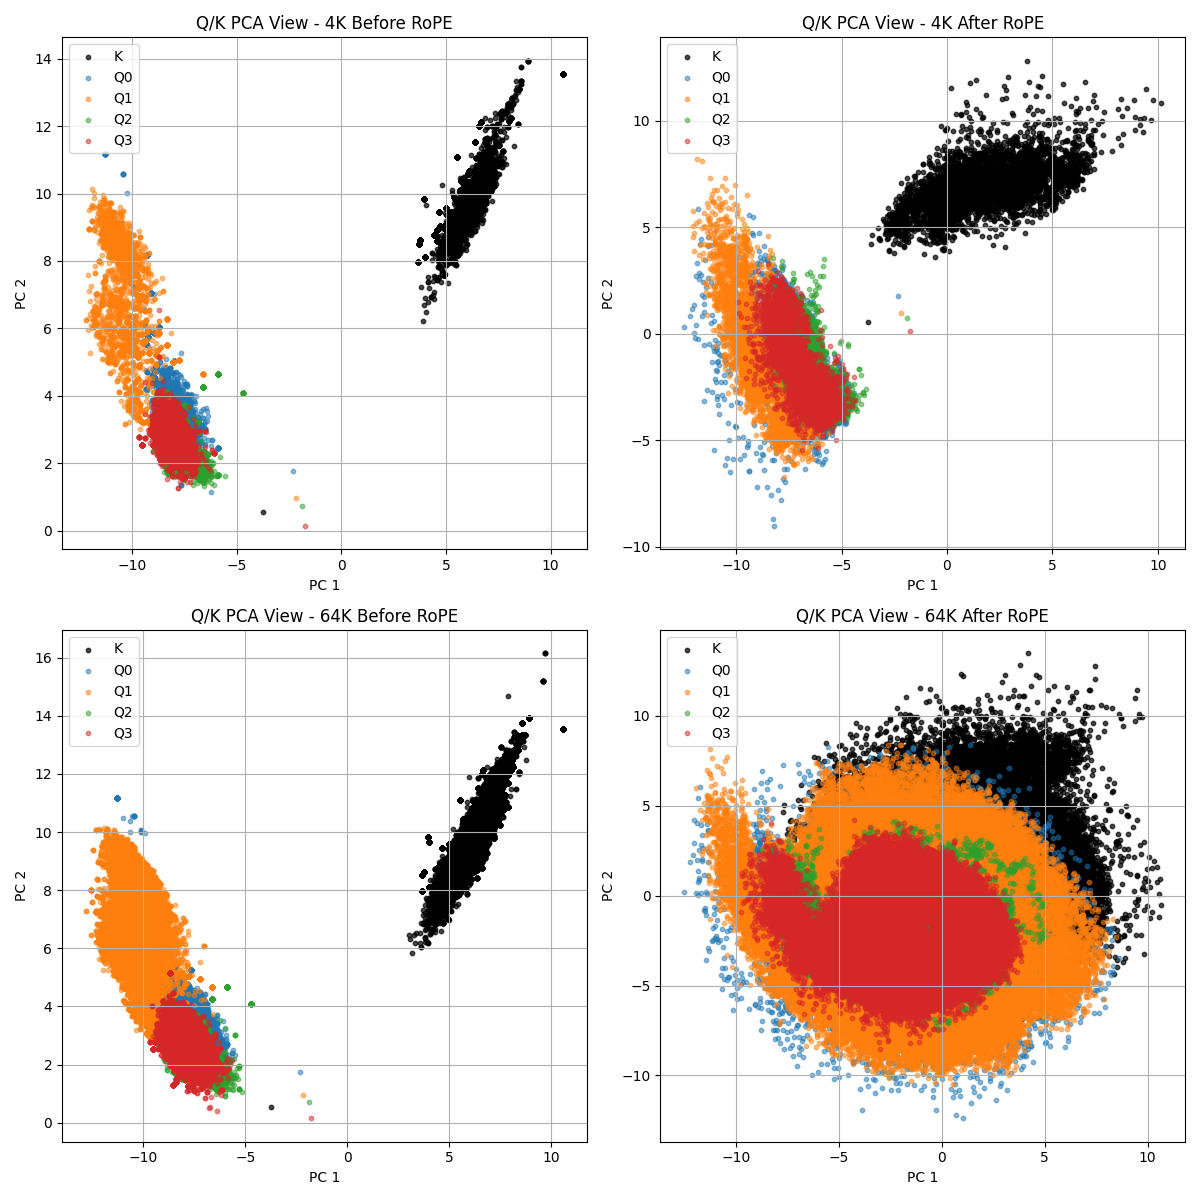 Q/K PCA View - 4K Before RoPE
K
Q0
Q1
Q2
Q3
14
12
10
8
6
4
2
0
PC 2
−10
−5
0
5
10
PC 1
Q/K PCA View - 4K After RoPE
K
Q0
Q1
Q2
Q3
10
5
0
−5
−10
PC 2
−10
−5
0
5
10
PC 1
Q/K PCA View - 64K Before RoPE
K
Q0
Q1
Q2
Q3
16
14
12
10
8
6
4
2
0
PC 2
−10
−5
0
5
10
PC 1
Q/K PCA View - 64K After RoPE
K
Q0
Q1
Q2
Q3
10
5
0
−5
−10
PC 2
−10
−5
0
5
10
PC 1